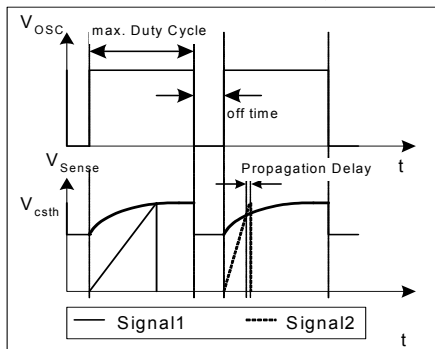 V_OSC
max. Duty Cycle
off time
t
V_Sense
Propagation Delay
V_csth
t
Signal1
Signal2